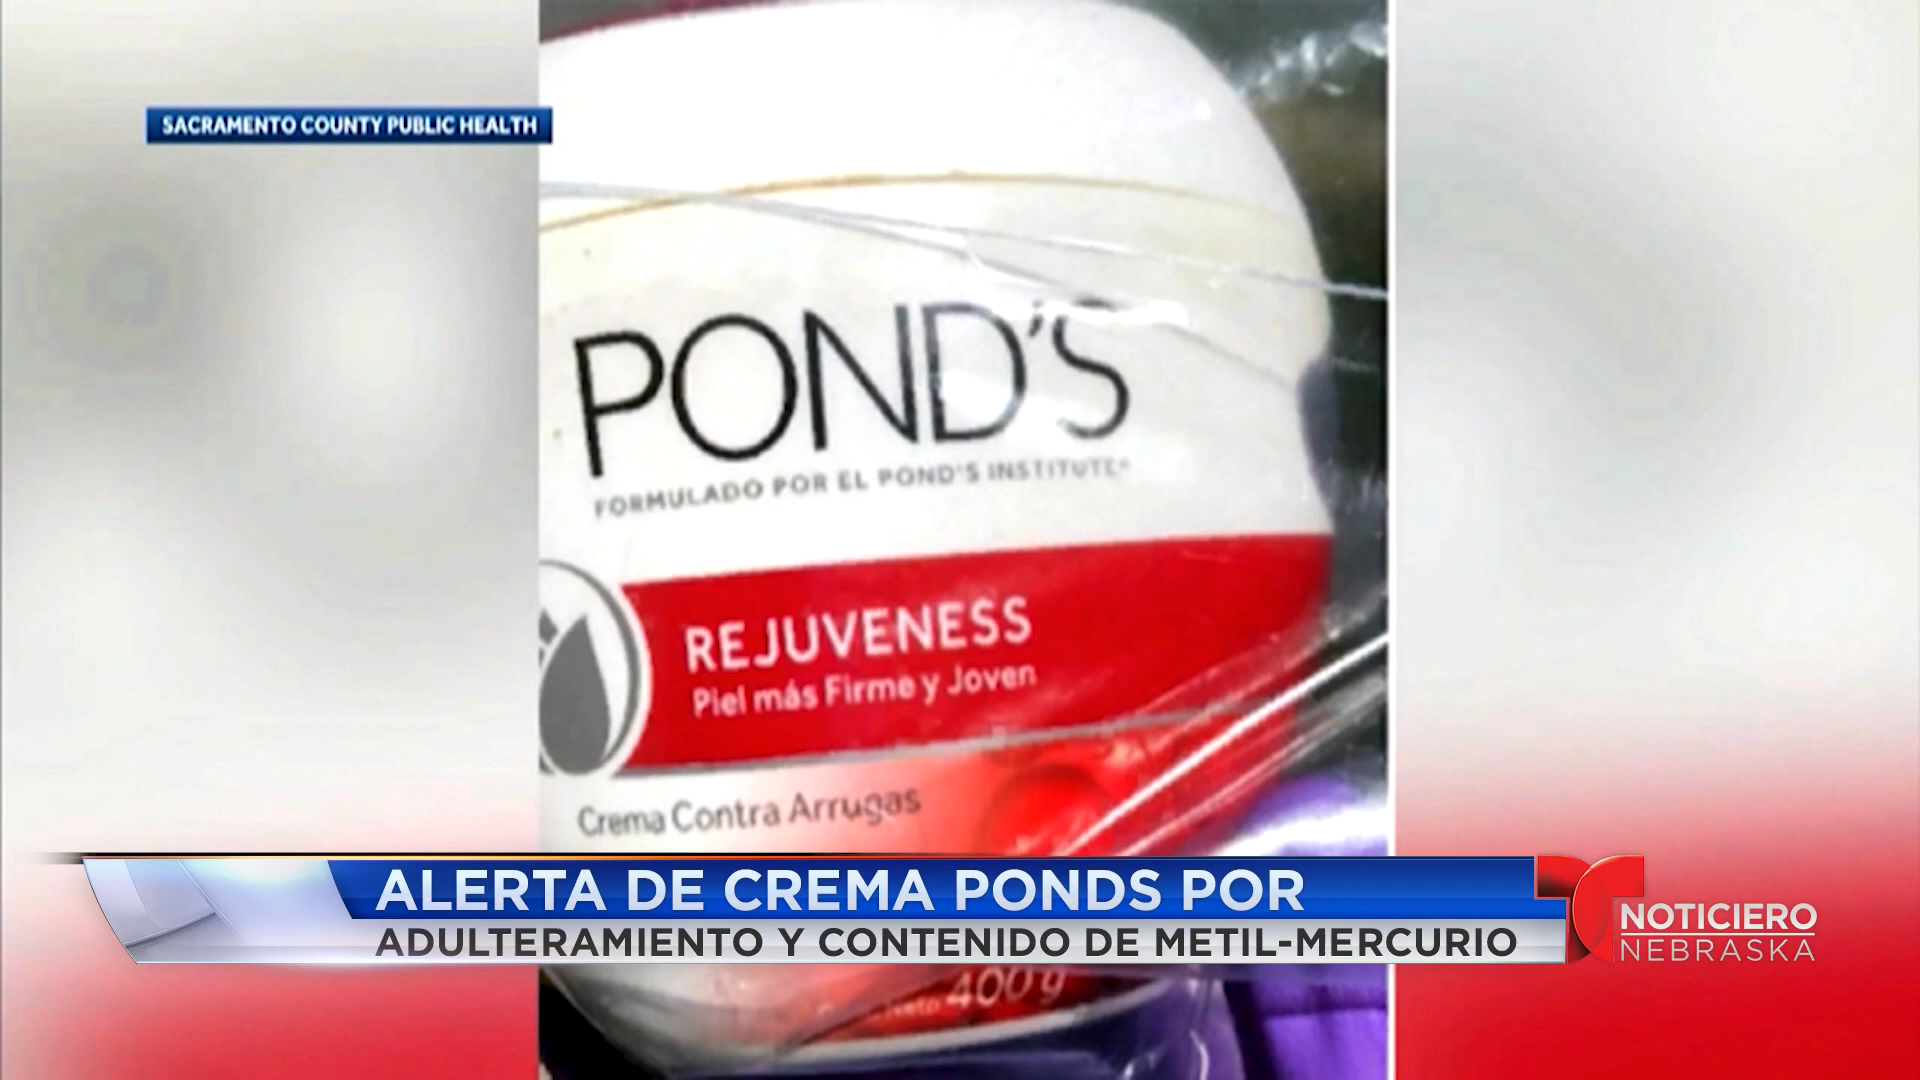 SACRAMENTO COUNTY PUBLIC HEALTH
POND'S
FORMULADO POR EL POND'S INSTITUTE
REJUVENESS
Piel más Firme y Joven
Crema Contra Arrugas
ALERTA DE CREMA PONDS POR
ADULTERAMIENTO Y CONTENIDO DE METIL-MERCURIO
NOTICIERO
NEBRASKA
Neto 400g